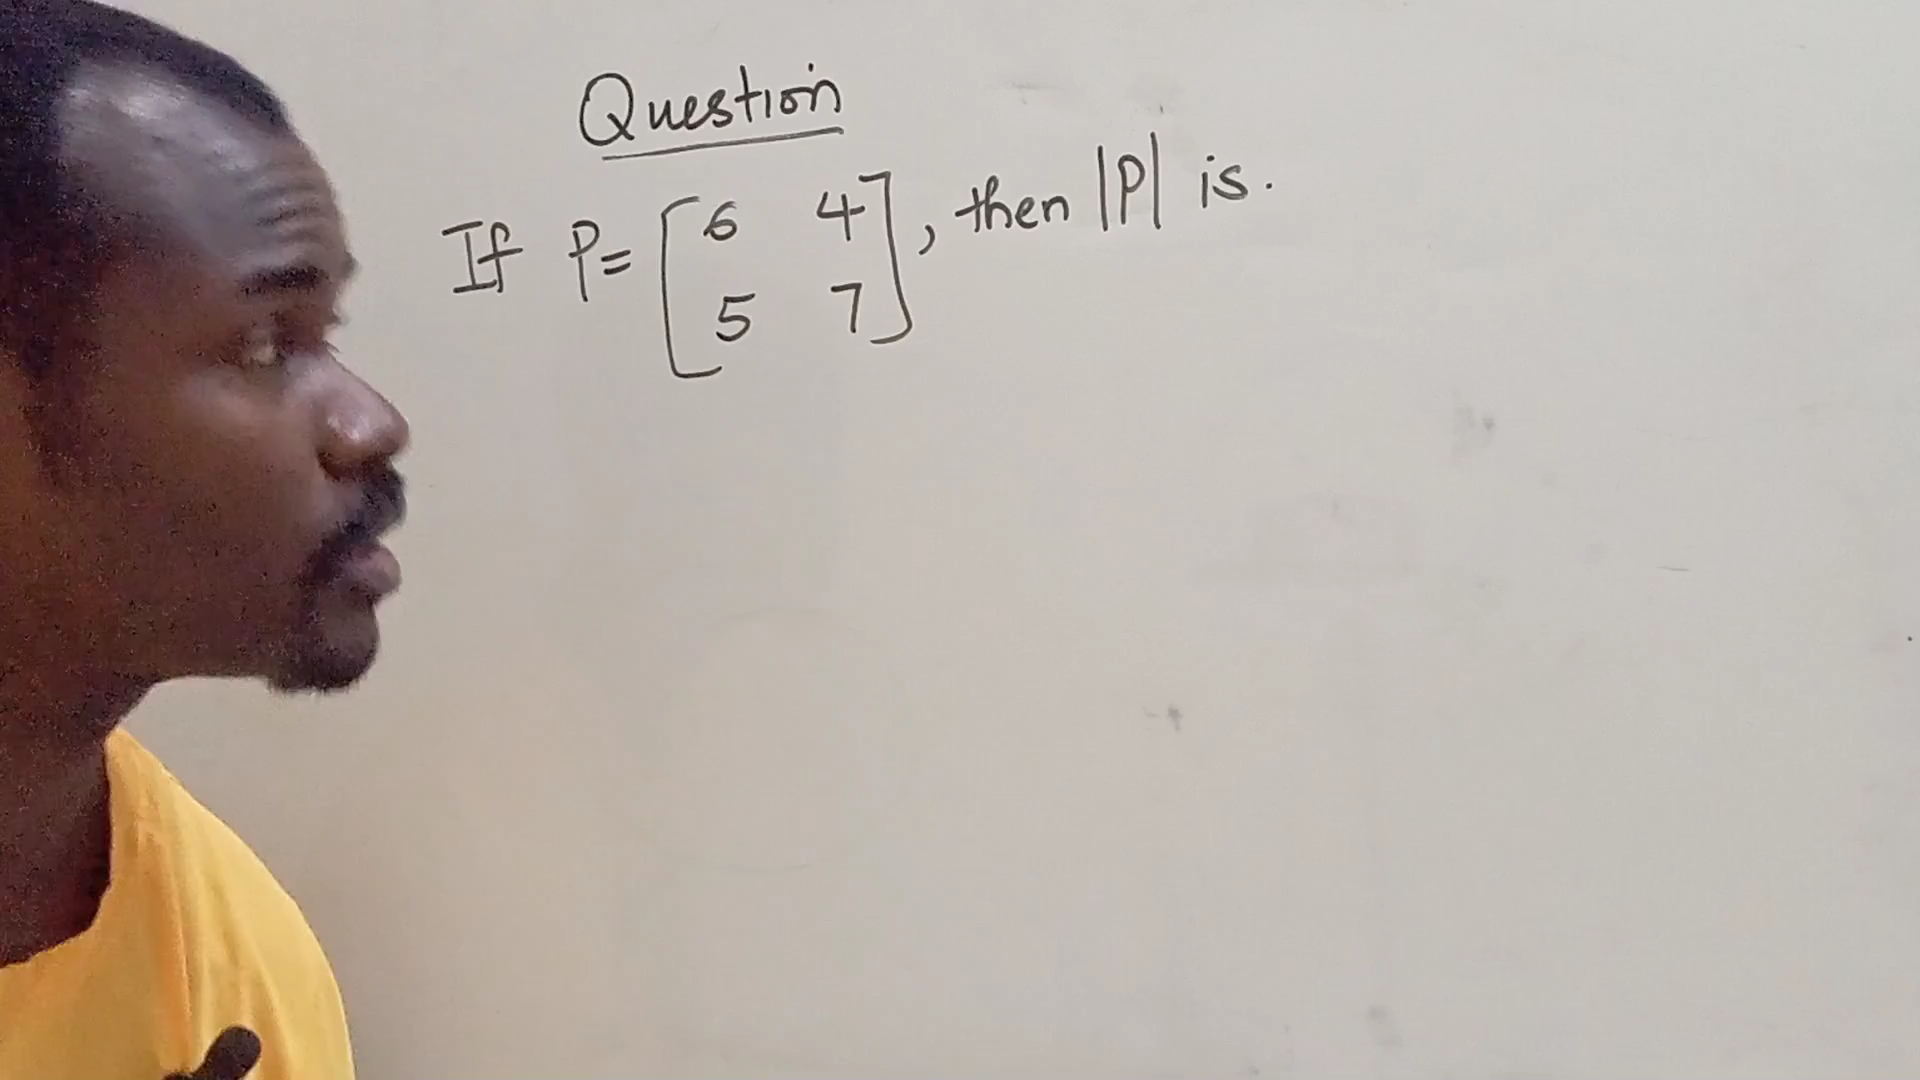 Question
If P = [6 4], then |P| is.
5 7